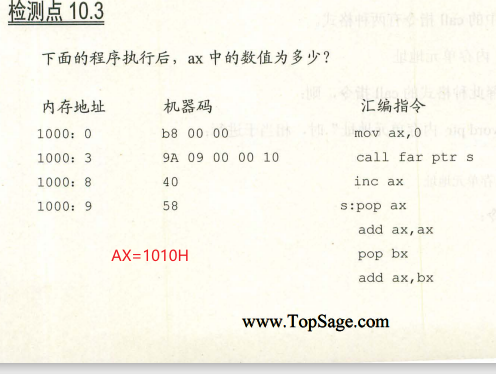 检测点 10.3
下面的程序执行后，ax 中的数值为多少？
内存地址 机器码 汇编指令
1000：0 b8 00 00 mov ax,0
1000：3 9A 09 00 00 10 call far ptr s
1000：8 40 inc ax
1000：9 58 s:pop ax
add ax,ax
pop bx
add ax,bx
AX=1010H
www.TopSage.com